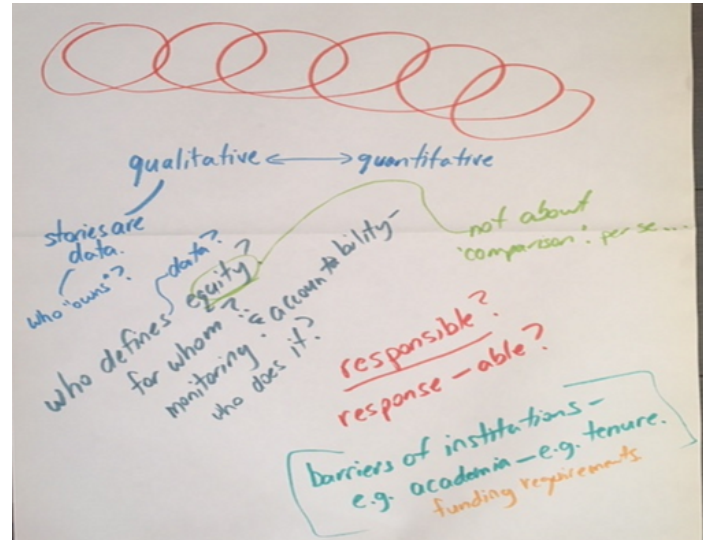 qualitative <——> quantitative
stories are
data.
who "owns"?
data?
who defines equity?
for whom?
monitoring & accountability–
who does it?
not about
'comparison' per se...
responsible?
response – able?
barriers of institutions –
e.g. academia – e.g. tenure.
funding requirements